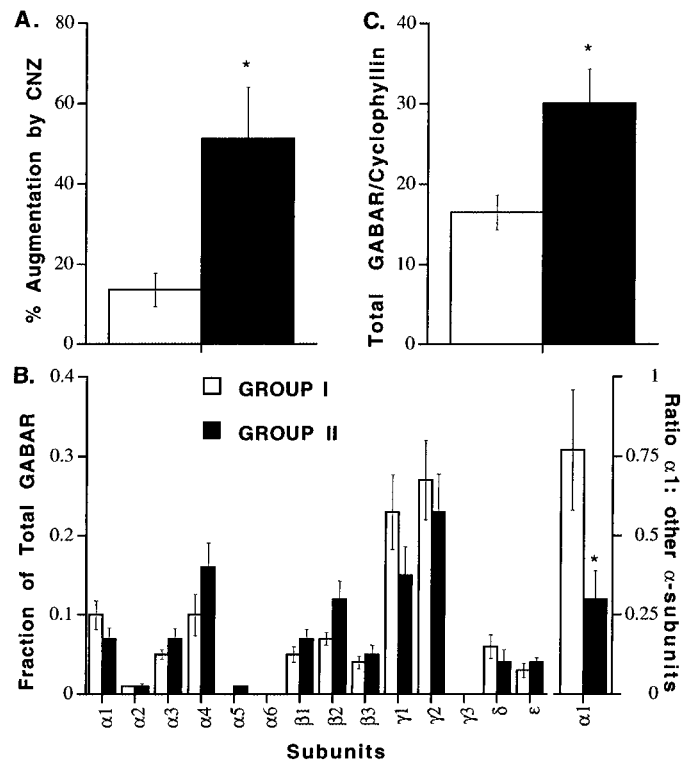 A.
% Augmentation by CNZ
80
60
40
20
0
*
C.
Total GABAR/Cyclophyllin
40
30
20
10
0
*
B.
Fraction of Total GABAR
0.4
0.3
0.2
0.1
0
GROUP I
GROUP II
α1
α2
α3
α4
α5
α6
β1
β2
β3
γ1
γ2
γ3
δ
ε
α1
Subunits
*
1
0.75
0.5
0.25
0
Ratio α1: other α-subunits